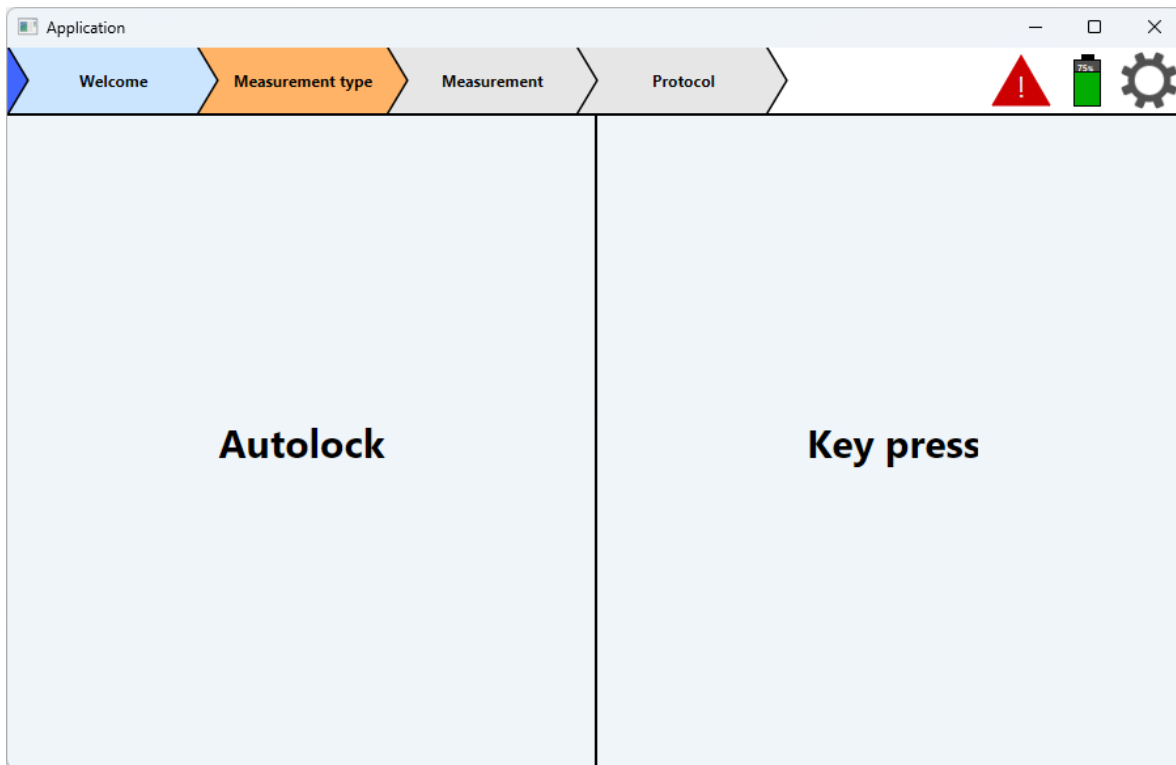 Application
Welcome Measurement type Measurement Protocol
!
75%
Autolock
Key press